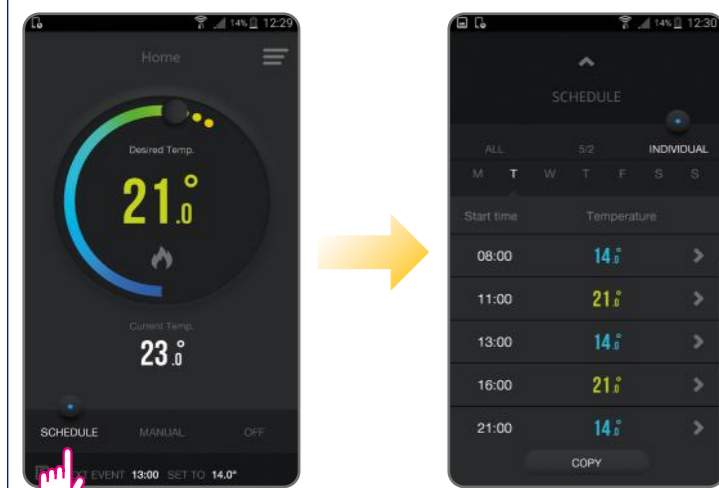 14% 12:29
Home
Desired Temp.
21.0°
Current Temp.
23.0°
SCHEDULE MANUAL OFF
EVENT 13:00 SET TO 14.0°
14% 12:30
SCHEDULE
ALL 5/2 INDIVIDUAL
M T W T F S S
Start time Temperature
08:00 14.0°
11:00 21.0°
13:00 14.0°
16:00 21.0°
21:00 14.0°
COPY